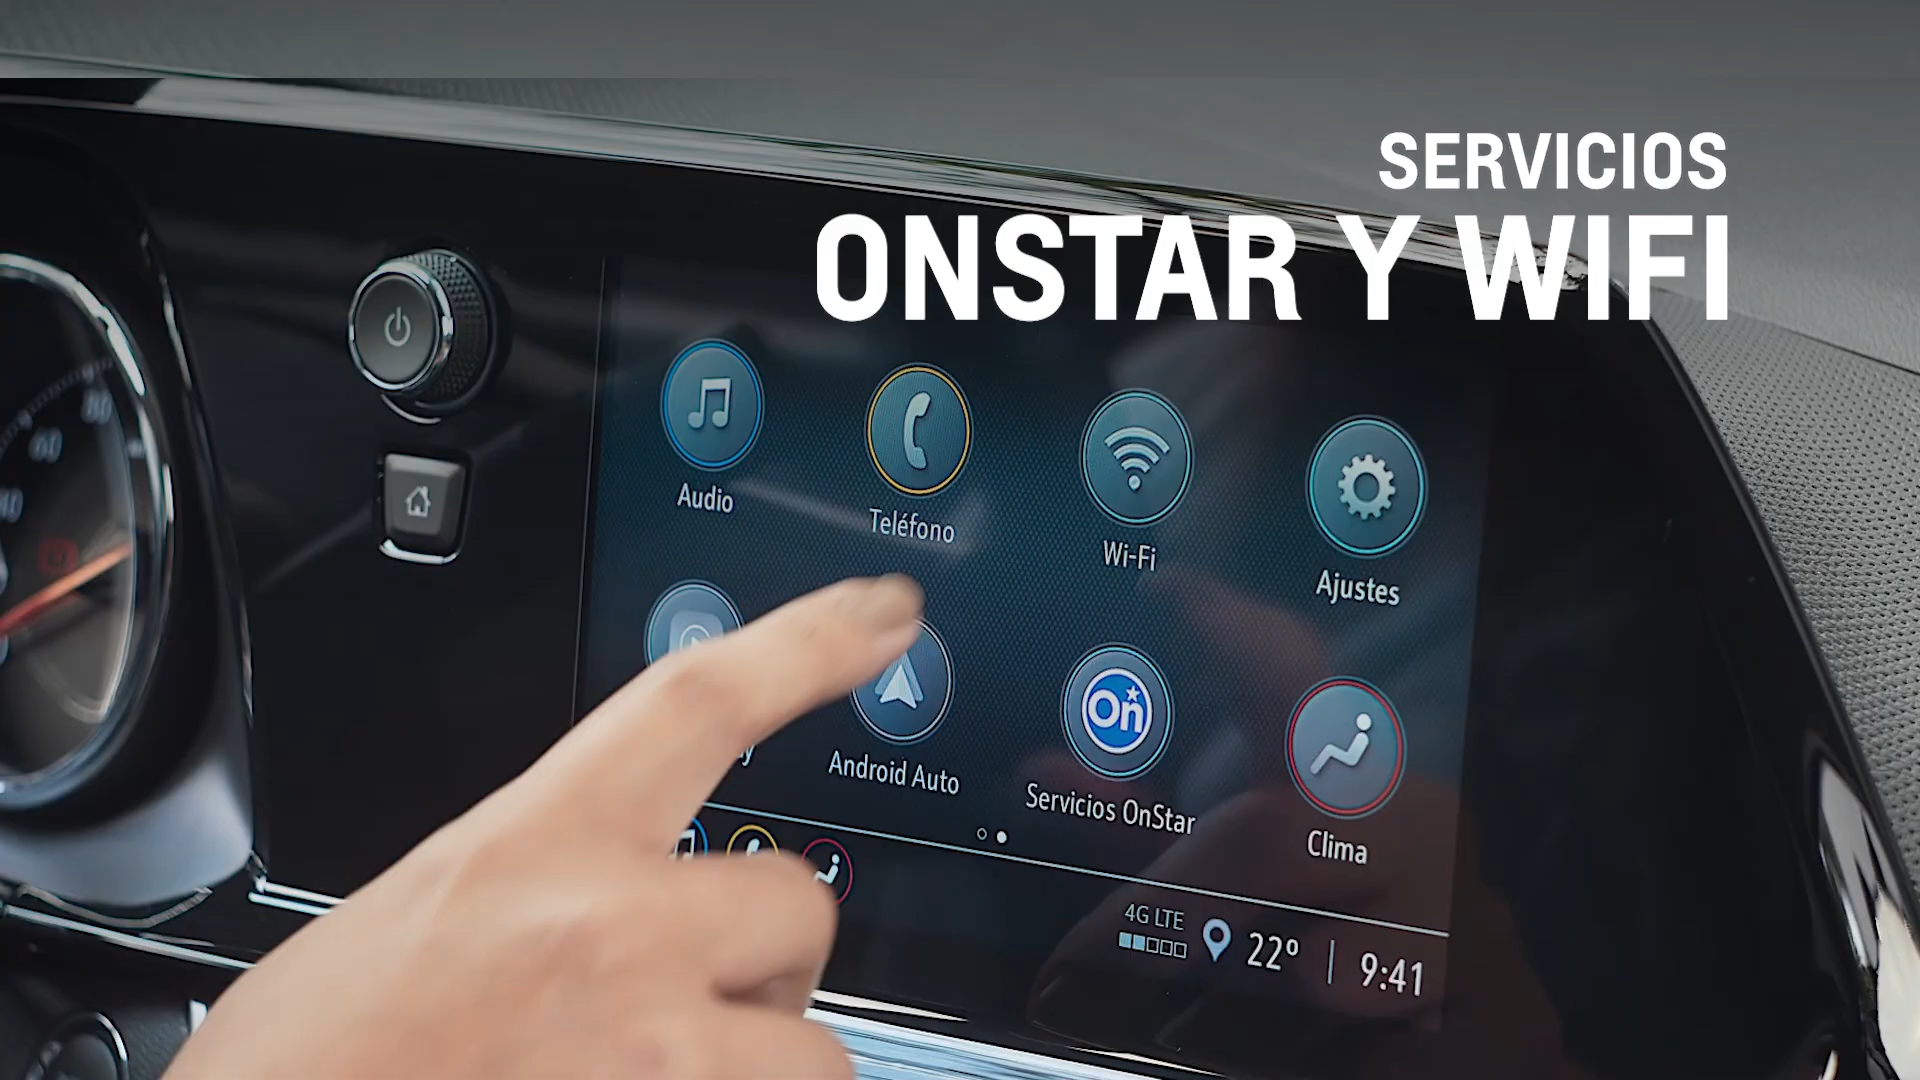 SERVICIOS
ONSTAR Y WIFI
Audio
Teléfono
Wi-Fi
Ajustes
Android Auto
On
Servicios OnStar
Clima
4G LTE
22°
9:41
60